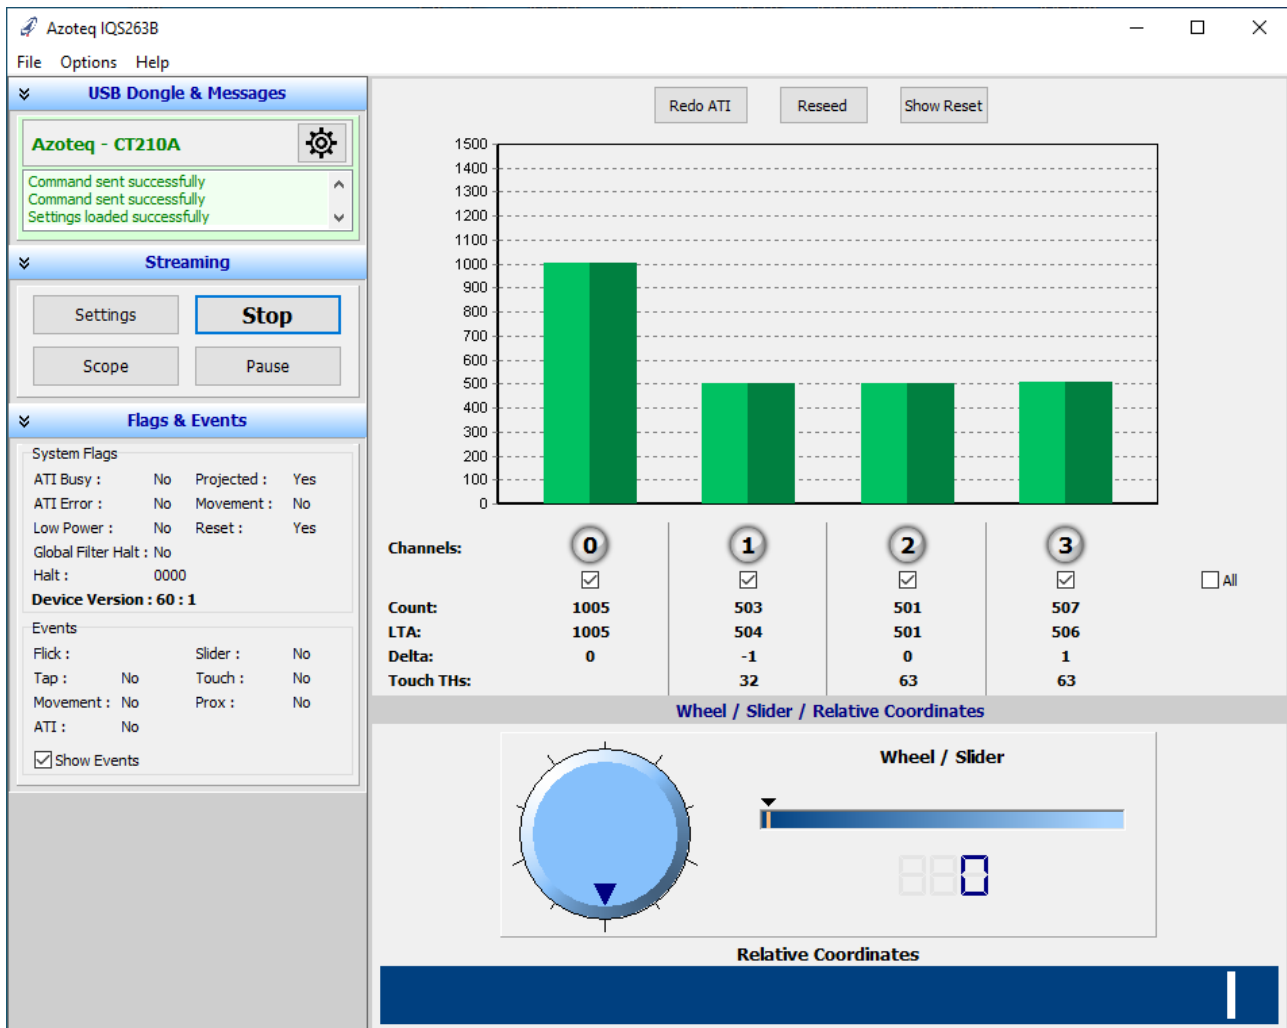 Azoteq IQS263B
File Options Help
USB Dongle & Messages
Azoteq - CT210A
Command sent successfully
Command sent successfully
Settings loaded successfully
Streaming
Settings Stop
Scope Pause
Flags & Events
System Flags
ATI Busy : No Projected : Yes
ATI Error : No Movement : No
Low Power : No Reset : Yes
Global Filter Halt : No
Halt : 0000
Device Version : 60 : 1
Events
Flick : Slider : No
Tap : No Touch : No
Movement : No Prox : No
ATI : No
Show Events
Redo ATI Reseed Show Reset
1500
1400
1300
1200
1100
1000
900
800
700
600
500
400
300
200
100
0
Channels: 0 1 2 3
All
Count: 1005 503 501 507
LTA: 1005 504 501 506
Delta: 0 -1 0 1
Touch THs: 32 63 63
Wheel / Slider / Relative Coordinates
Wheel / Slider
0
Relative Coordinates